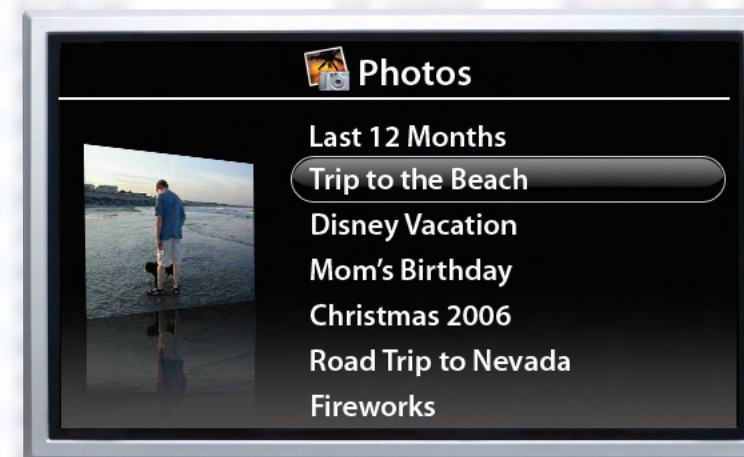 Photos
Last 12 Months
Trip to the Beach
Disney Vacation
Mom's Birthday
Christmas 2006
Road Trip to Nevada
Fireworks